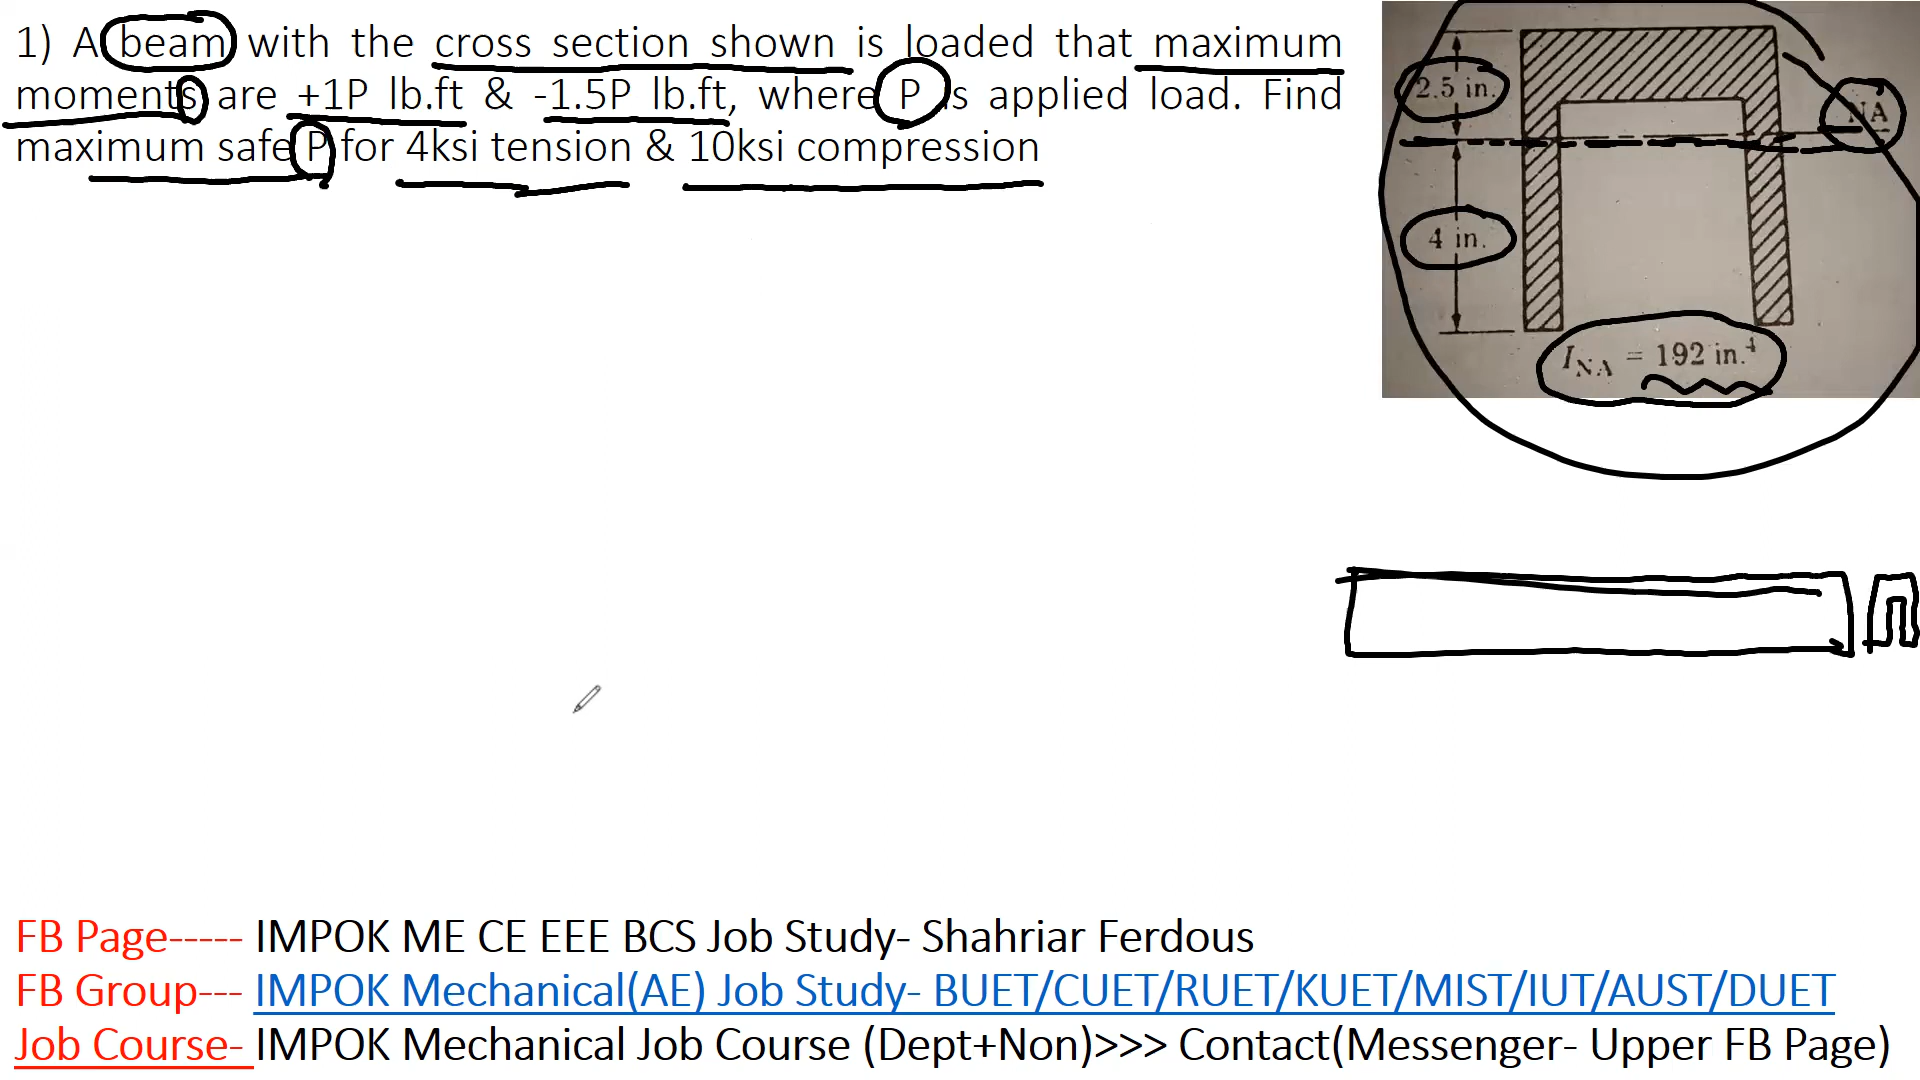 1) A beam with the cross section shown is loaded that maximum
moments are +1P lb.ft & -1.5P lb.ft, where P is applied load. Find
maximum safe P for 4ksi tension & 10ksi compression
2.5 in.
NA
4 in.
I_NA = 192 in.⁴
FB Page----- IMPOK ME CE EEE BCS Job Study- Shahriar Ferdous
FB Group--- IMPOK Mechanical(AE) Job Study- BUET/CUET/RUET/KUET/MIST/IUT/AUST/DUET
Job Course- IMPOK Mechanical Job Course (Dept+Non)>>> Contact(Messenger- Upper FB Page)